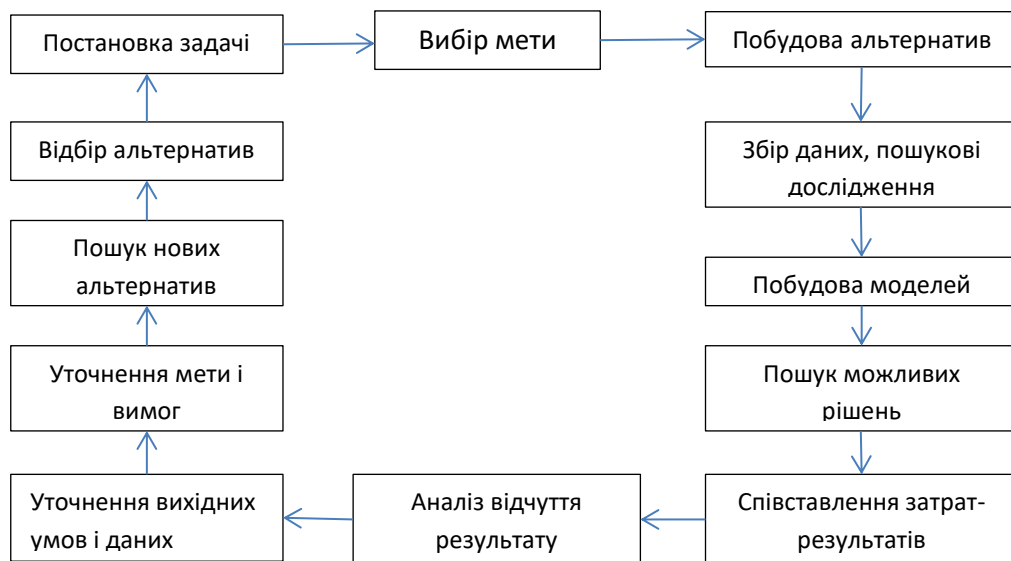 Постановка задачі
Вибір мети
Побудова альтернатив
Відбір альтернатив
Збір даних, пошукові
дослідження
Пошук нових
альтернатив
Побудова моделей
Уточнення мети і
вимог
Пошук можливих
рішень
Уточнення вихідних
умов і даних
Аналіз відчуття
результату
Співставлення затрат-
результатів